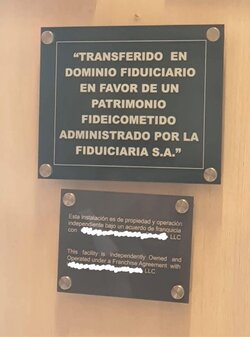 “TRANSFERIDO EN
DOMINIO FIDUCIARIO
EN FAVOR DE UN
PATRIMONIO
FIDEICOMETIDO
ADMINISTRADO POR LA
FIDUCIARIA S.A.”
Esta instalación es de propiedad y operación
independiente bajo un acuerdo de franquicia
con LLC
This facility is Independently Owned and
Operated under a Franchise Agreement with
LLC